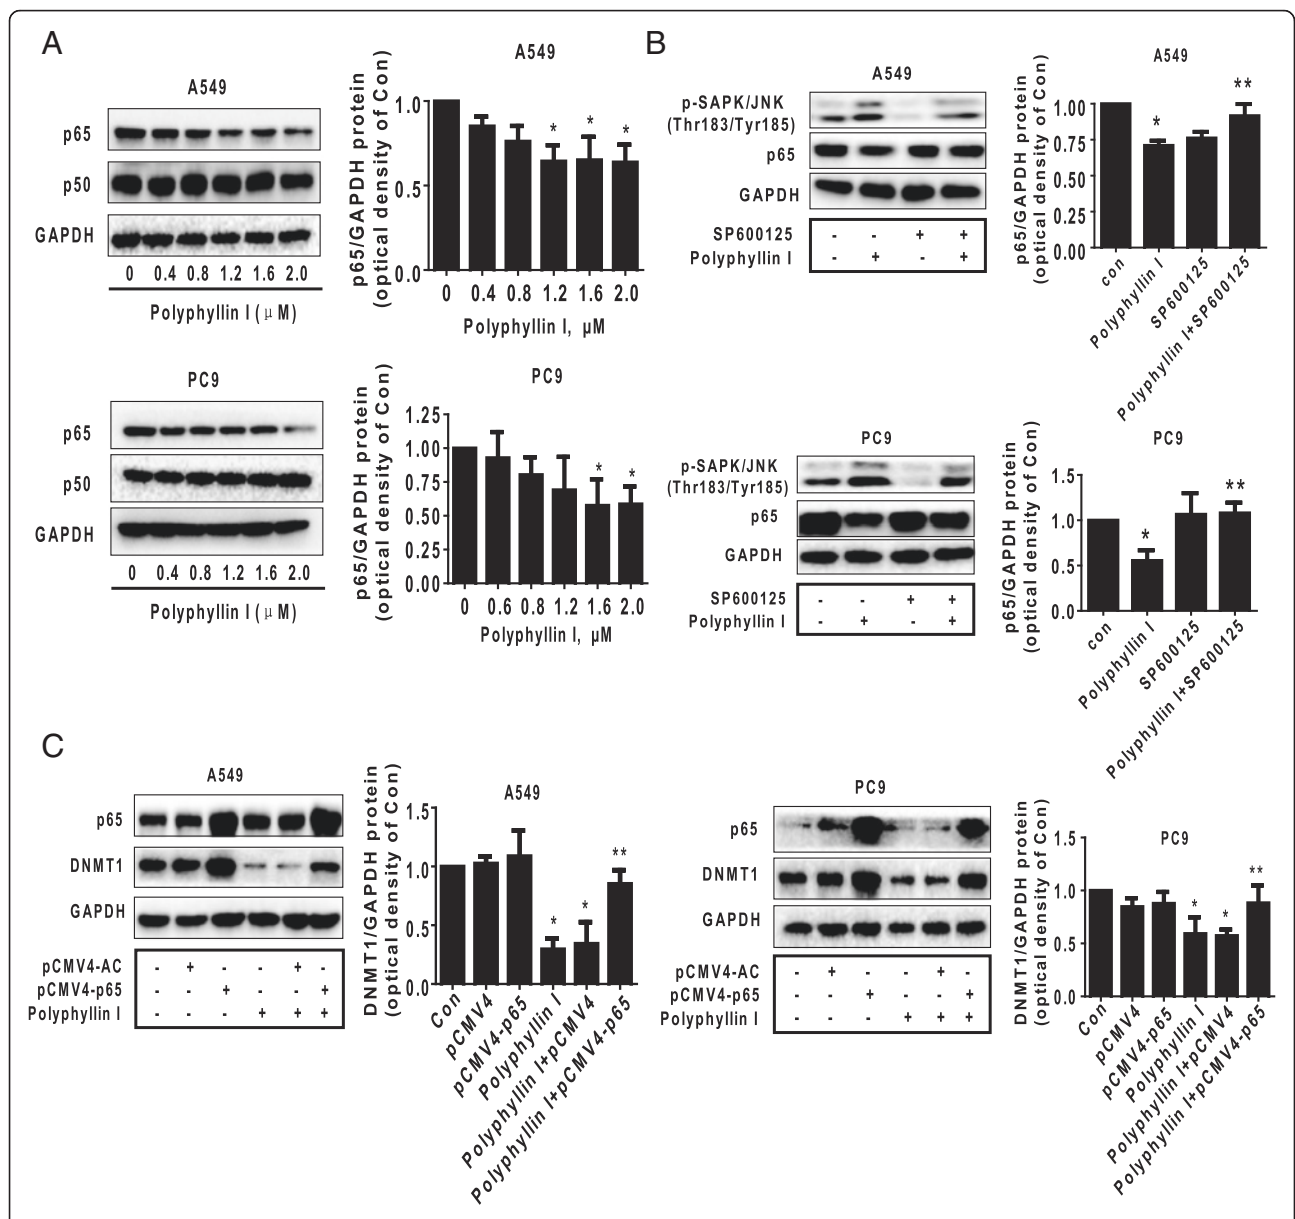 A
A549
p65
p50
GAPDH
0 0.4 0.8 1.2 1.6 2.0
Polyphyllin I (μM)
A549
p65/GAPDH protein
(optical density of Con)
1.0
0.5
0.0
* * *
0 0.4 0.8 1.2 1.6 2.0
Polyphyllin I, μM
PC9
p65
p50
GAPDH
0 0.4 0.8 1.2 1.6 2.0
Polyphyllin I (μM)
PC9
p65/GAPDH protein
(optical density of Con)
1.25
1.00
0.75
0.50
0.25
0.00
* *
0 0.6 0.8 1.2 1.6 2.0
Polyphyllin I, μM
B
A549
p-SAPK/JNK
(Thr183/Tyr185)
p65
GAPDH
SP600125 - - + +
Polyphyllin I - + - +
A549
p65/GAPDH protein
(optical density of Con)
1.00
0.75
0.50
0.25
0.00
* **
con
Polyphyllin I
SP600125
Polyphyllin I+SP600125
PC9
p-SAPK/JNK
(Thr183/Tyr185)
p65
GAPDH
SP600125 - - + +
Polyphyllin I - + - +
PC9
p65/GAPDH protein
(optical density of Con)
1.5
1.0
0.5
0.0
* **
con
Polyphyllin I
SP600125
Polyphyllin I+SP600125
C
A549
p65
DNMT1
GAPDH
pCMV4-AC - + - - + -
pCMV4-p65 - - + - - +
Polyphyllin I - - - + + +
A549
DNMT1/GAPDH protein
(optical density of Con)
1.5
1.0
0.5
0.0
* * **
Con
pCMV4
pCMV4-p65
Polyphyllin I
Polyphyllin I+pCMV4
Polyphyllin I+pCMV4-p65
PC9
p65
DNMT1
GAPDH
pCMV4-AC - + - - + -
pCMV4-p65 - - + - - +
Polyphyllin I - - - + + +
PC9
DNMT1/GAPDH protein
(optical density of Con)
1.5
1.0
0.5
0.0
* * **
Con
pCMV4
pCMV4-p65
Polyphyllin I
Polyphyllin I+pCMV4
Polyphyllin I+pCMV4-p65